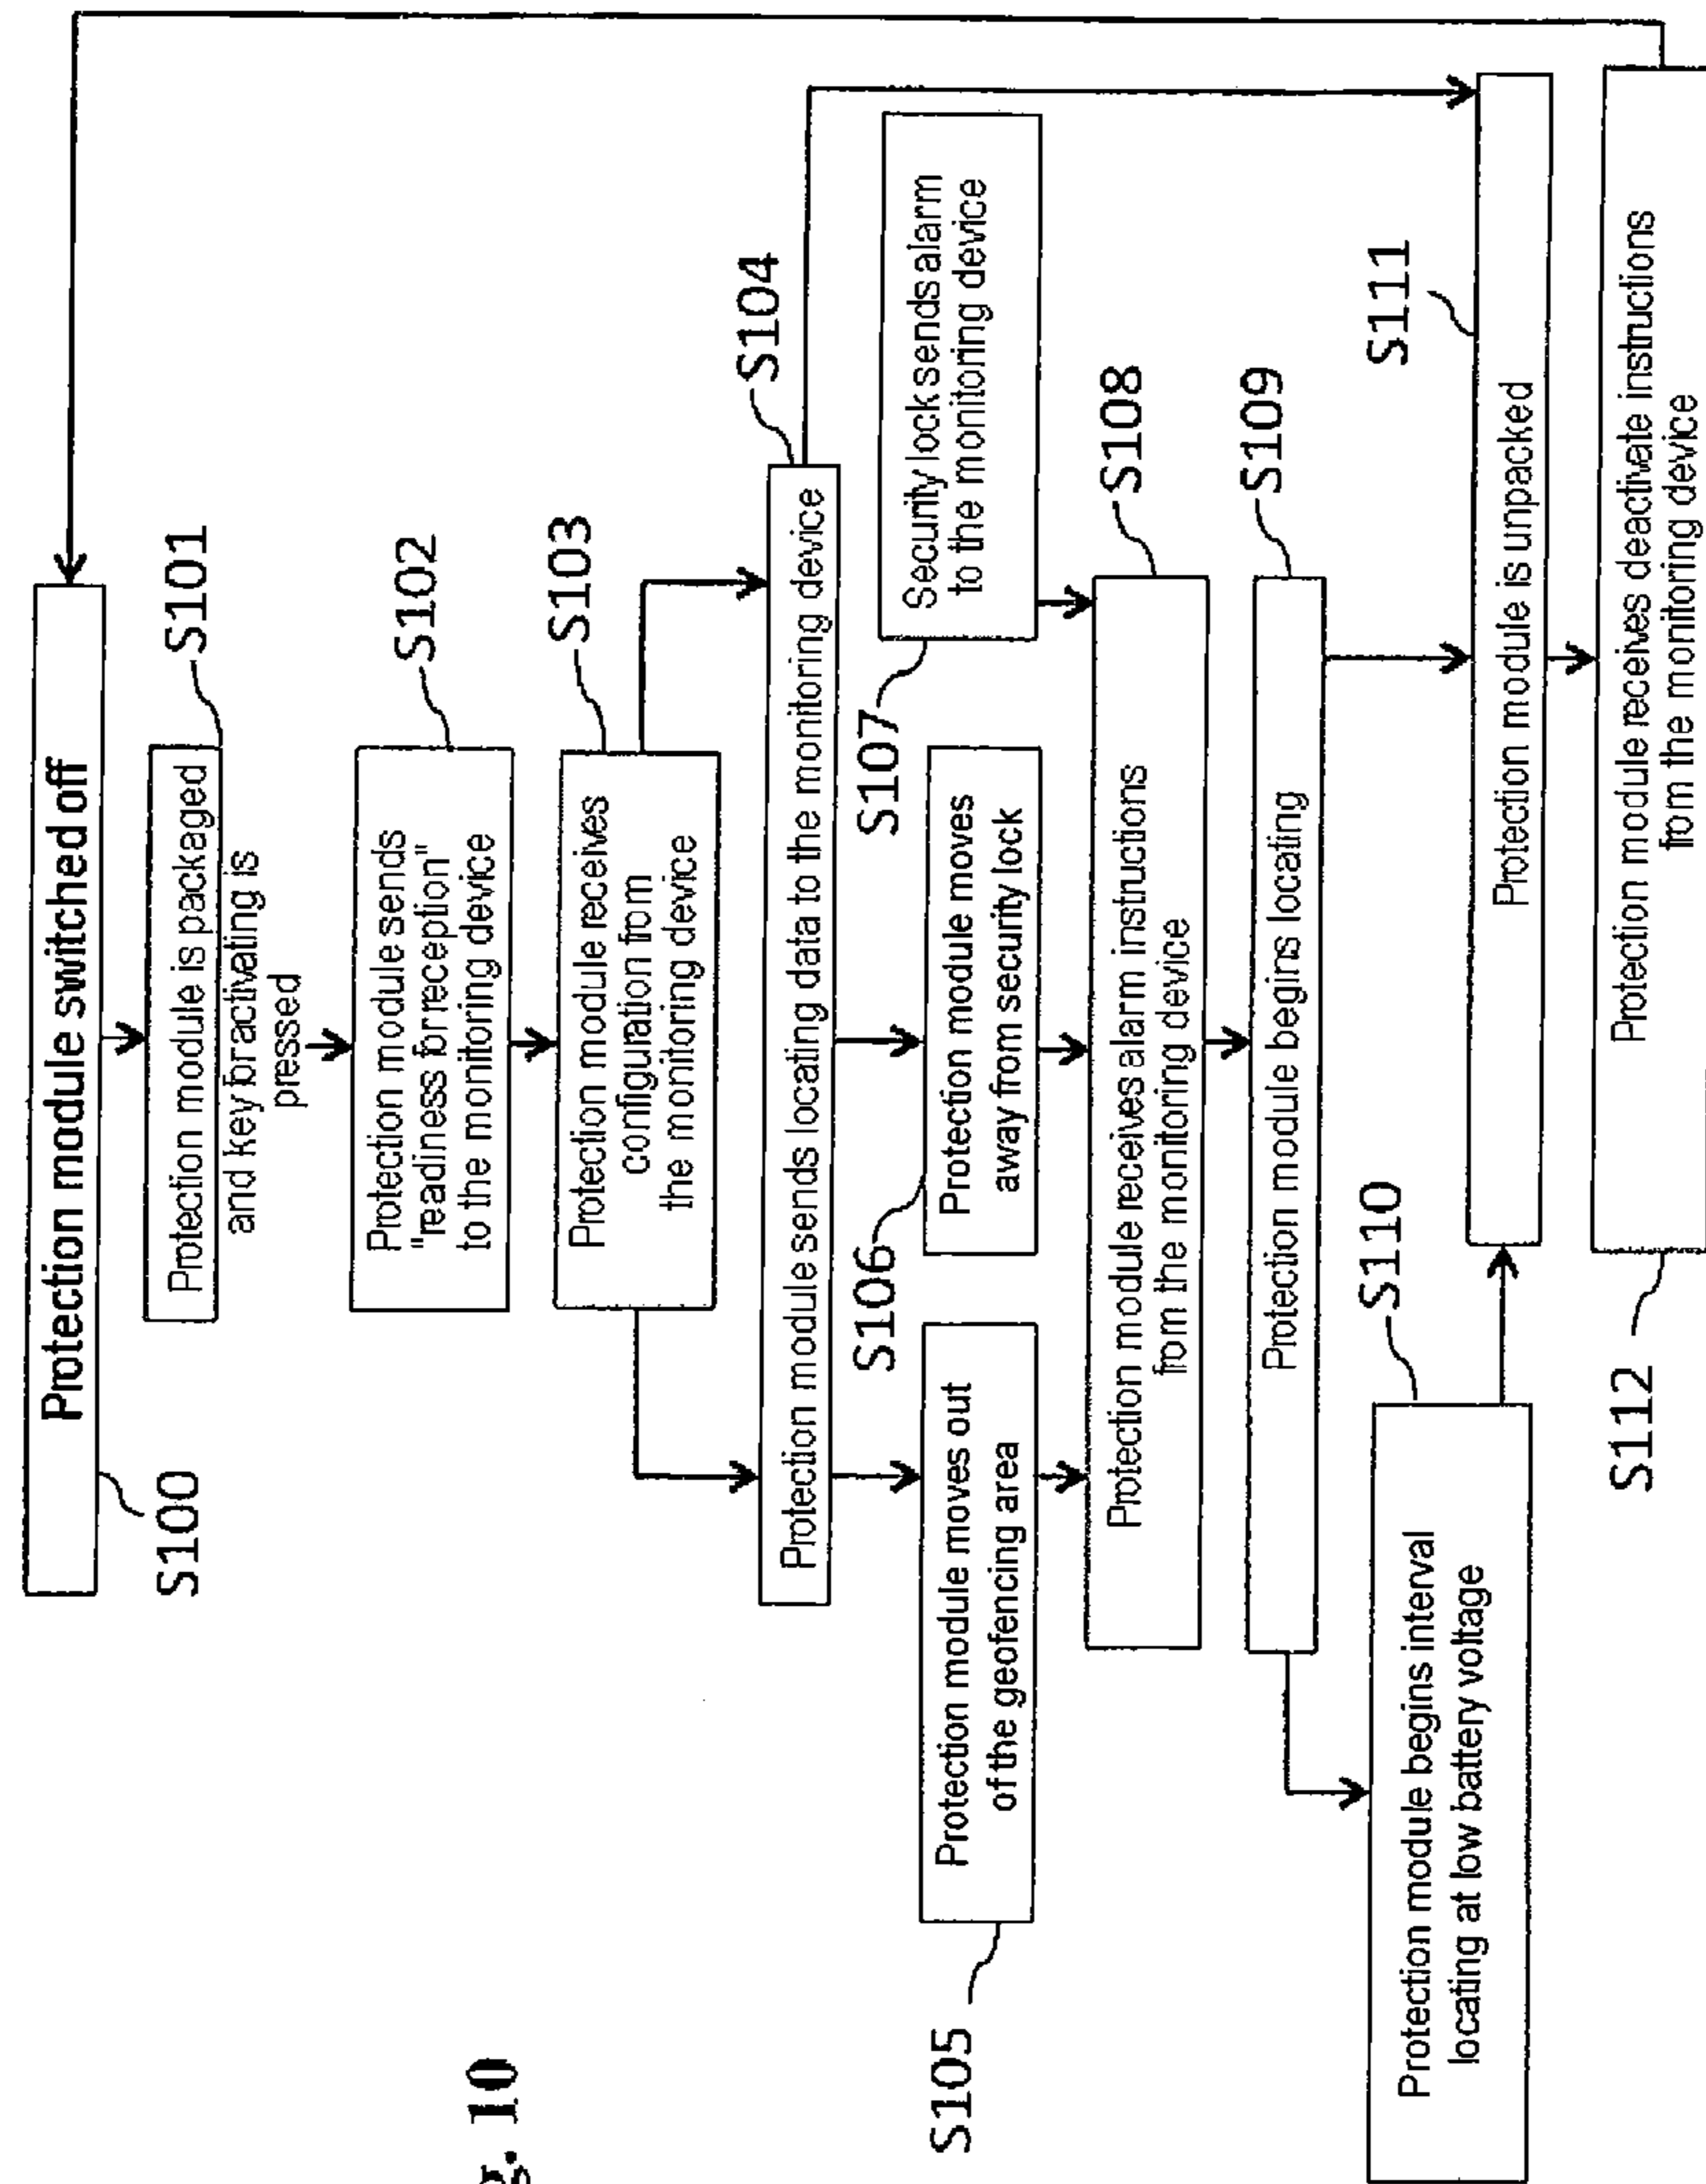 Protection module switched off
S100
Protection module is packaged
and key for activating is
pressed
S101
Protection module sends
"readiness for reception"
to the monitoring device
S102
Protection module receives
configuration from
the monitoring device
S103
Protection module sends locating data to the monitoring device
S104
Protection module moves out
of the geofencing area
S105
Protection module moves
away from security lock
S106
Security lock sends alarm
to the monitoring device
S107
Protection module receives alarm instructions
from the monitoring device
S108
Protection module begins locating
S109
Protection module begins interval
locating at low battery voltage
S110
Protection module is unpacked
S111
Protection module receives deactivate instructions
from the monitoring device
S112
g. 10